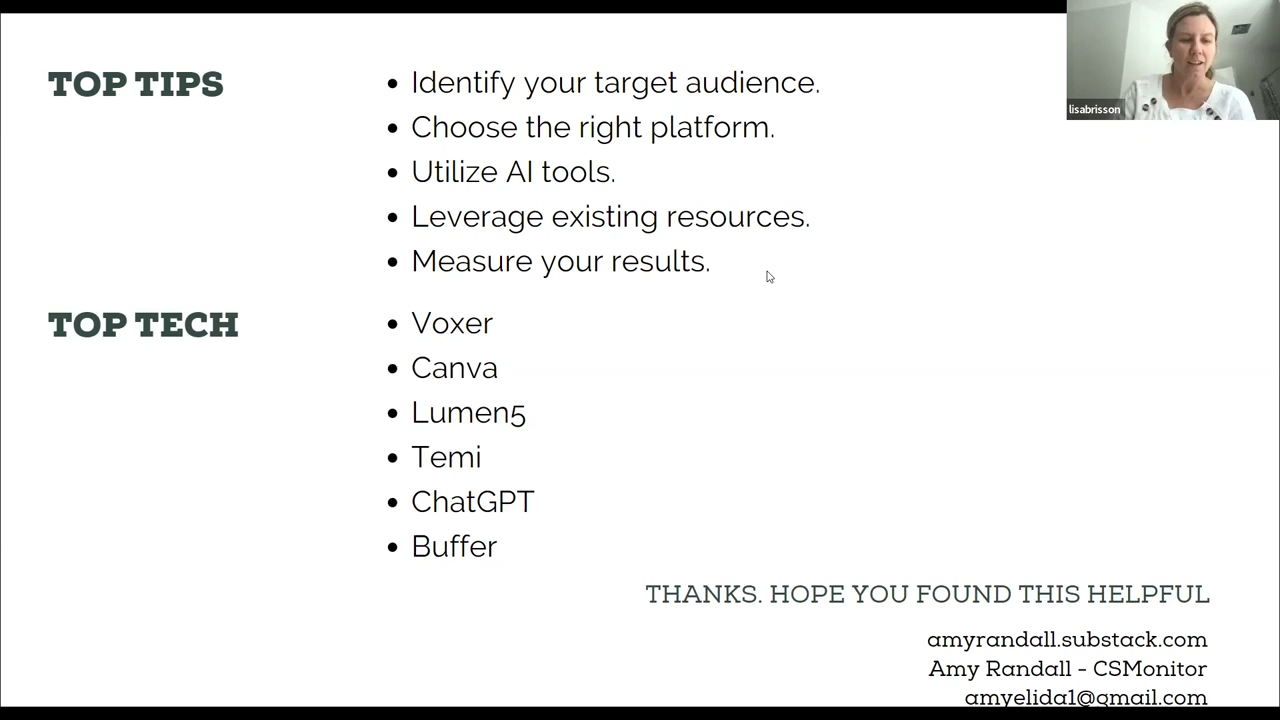 TOP TIPS
• Identify your target audience.
• Choose the right platform.
• Utilize AI tools.
• Leverage existing resources.
• Measure your results.
TOP TECH
• Voxer
• Canva
• Lumen5
• Temi
• ChatGPT
• Buffer
THANKS. HOPE YOU FOUND THIS HELPFUL
amyrandall.substack.com
Amy Randall - CSMonitor
amyelida1@gmail.com
lisabrisson